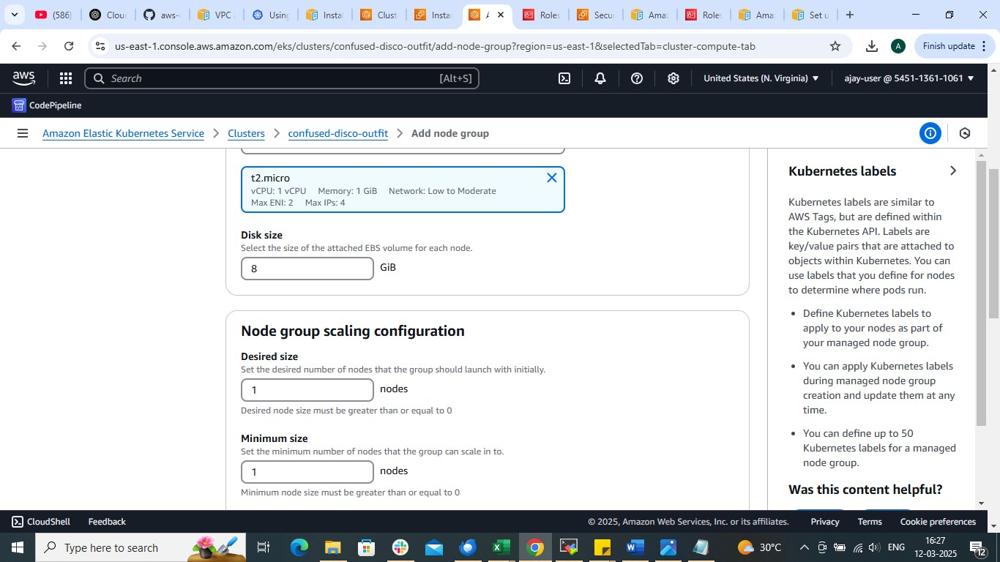 (586)
Clou
aws-
VPC
Using
Instal
Clust
Insta
A
Roles
Secu
Amaz
Roles
Amaz
Set u
us-east-1.console.aws.amazon.com/eks/clusters/confused-disco-outfit/add-node-group?region=us-east-1&selectedTab=cluster-compute-tab
A
Finish update
aws
Search
[Alt+S]
United States (N. Virginia)
ajay-user @ 5451-1361-1061
CodePipeline
Amazon Elastic Kubernetes Service
Clusters
confused-disco-outfit
Add node group
t2.micro
vCPU: 1 vCPU Memory: 1 GiB Network: Low to Moderate
Max ENI: 2 Max IPs: 4
Disk size
Select the size of the attached EBS volume for each node.
8 GiB
Node group scaling configuration
Desired size
Set the desired number of nodes that the group should launch with initially.
1 nodes
Desired node size must be greater than or equal to 0
Minimum size
Set the minimum number of nodes that the group can scale in to.
1 nodes
Minimum node size must be greater than or equal to 0
Kubernetes labels
Kubernetes labels are similar to
AWS Tags, but are defined within
the Kubernetes API. Labels are
key/value pairs that are attached to
objects within Kubernetes. You can
use labels that you define for nodes
to determine where pods run.
• Define Kubernetes labels to
apply to your nodes as part of
your managed node group.
• You can apply Kubernetes labels
during managed node group
creation and update them at any
time.
• You can define up to 50
Kubernetes labels for a managed
node group.
Was this content helpful?
CloudShell
Feedback
© 2025, Amazon Web Services, Inc. or its affiliates.
Privacy
Terms
Cookie preferences
Type here to search
30°C
ENG
16:27
12-03-2025
12